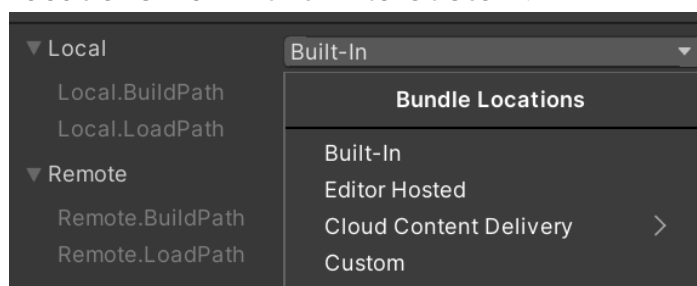 Local
Built-In
Local.BuildPath
Bundle Locations
Local.LoadPath
Built-In
Remote
Editor Hosted
Remote.BuildPath
Cloud Content Delivery
Remote.LoadPath
Custom